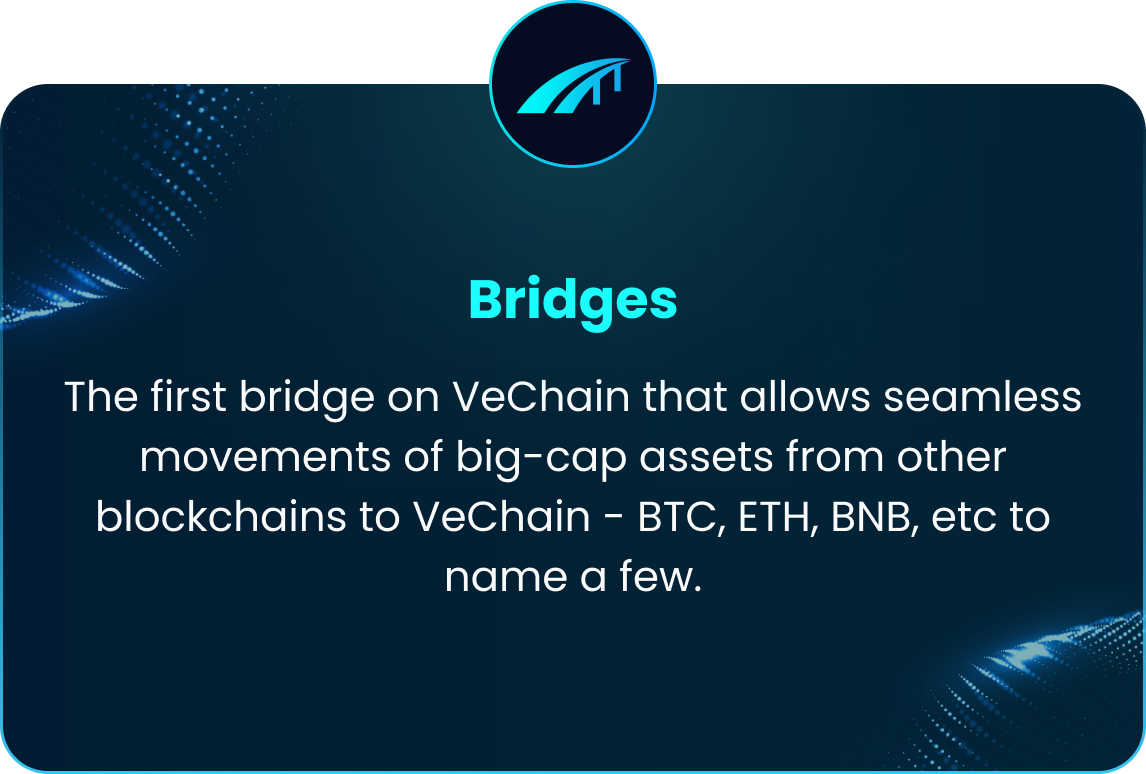 Bridges
The first bridge on VeChain that allows seamless
movements of big-cap assets from other
blockchains to VeChain - BTC, ETH, BNB, etc to
name a few.